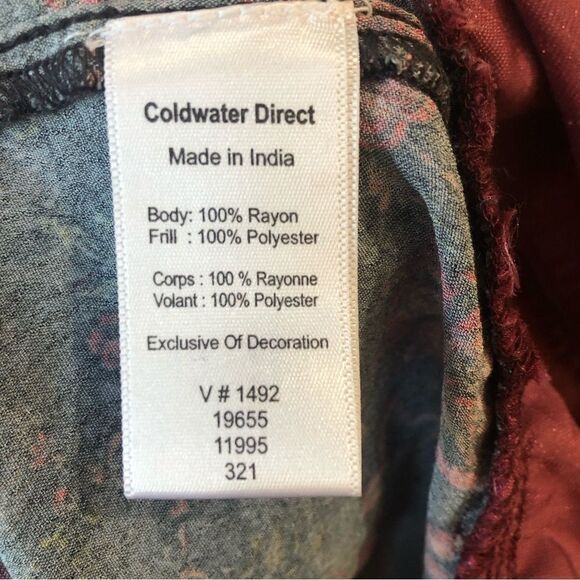 Coldwater Direct
Made in India
Body: 100% Rayon
Frill : 100% Polyester
Corps : 100 % Rayonne
Volant : 100% Polyester
Exclusive Of Decoration
V # 1492
19655
11995
321